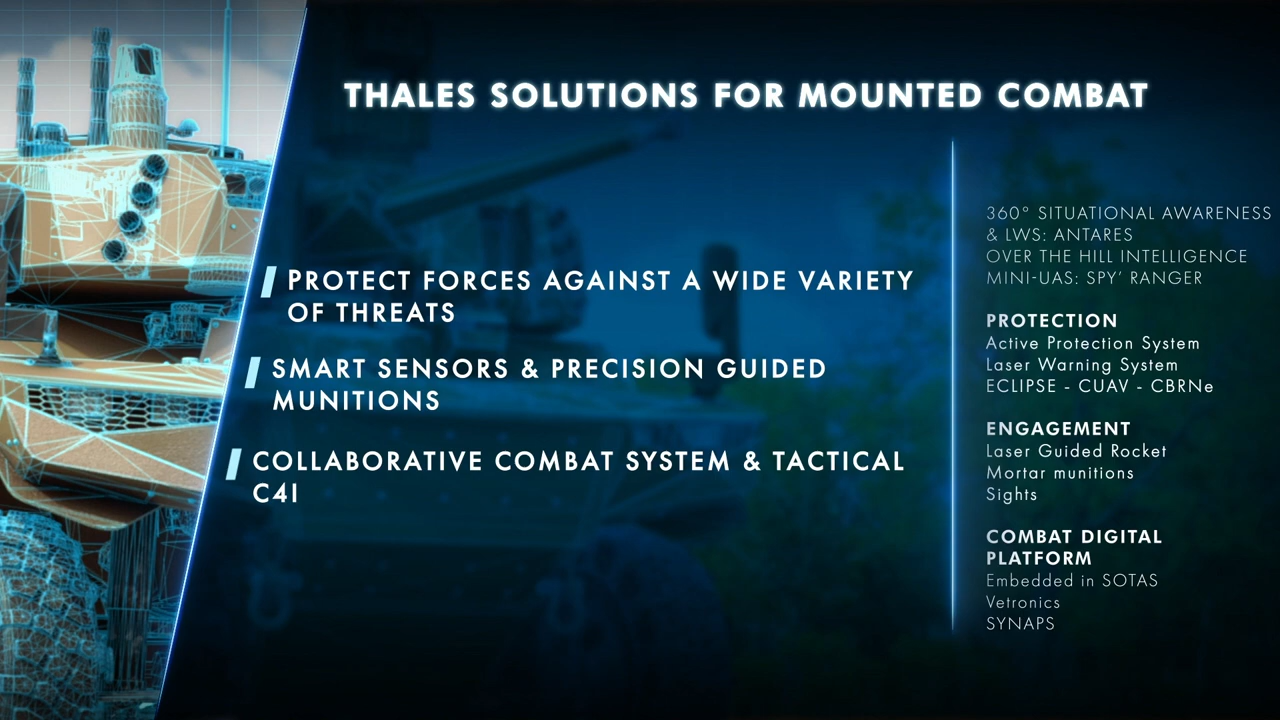 THALES SOLUTIONS FOR MOUNTED COMBAT
PROTECT FORCES AGAINST A WIDE VARIETY
OF THREATS
SMART SENSORS & PRECISION GUIDED
MUNITIONS
COLLABORATIVE COMBAT SYSTEM & TACTICAL
C4I
360° SITUATIONAL AWARENESS
& LWS: ANTARES
OVER THE HILL INTELLIGENCE
MINI-UAS: SPY' RANGER
PROTECTION
Active Protection System
Laser Warning System
ECLIPSE - CUAV - CBRNe
ENGAGEMENT
Laser Guided Rocket
Mortar munitions
Sights
COMBAT DIGITAL
PLATFORM
Embedded in SOTAS
Vetronics
SYNAPS